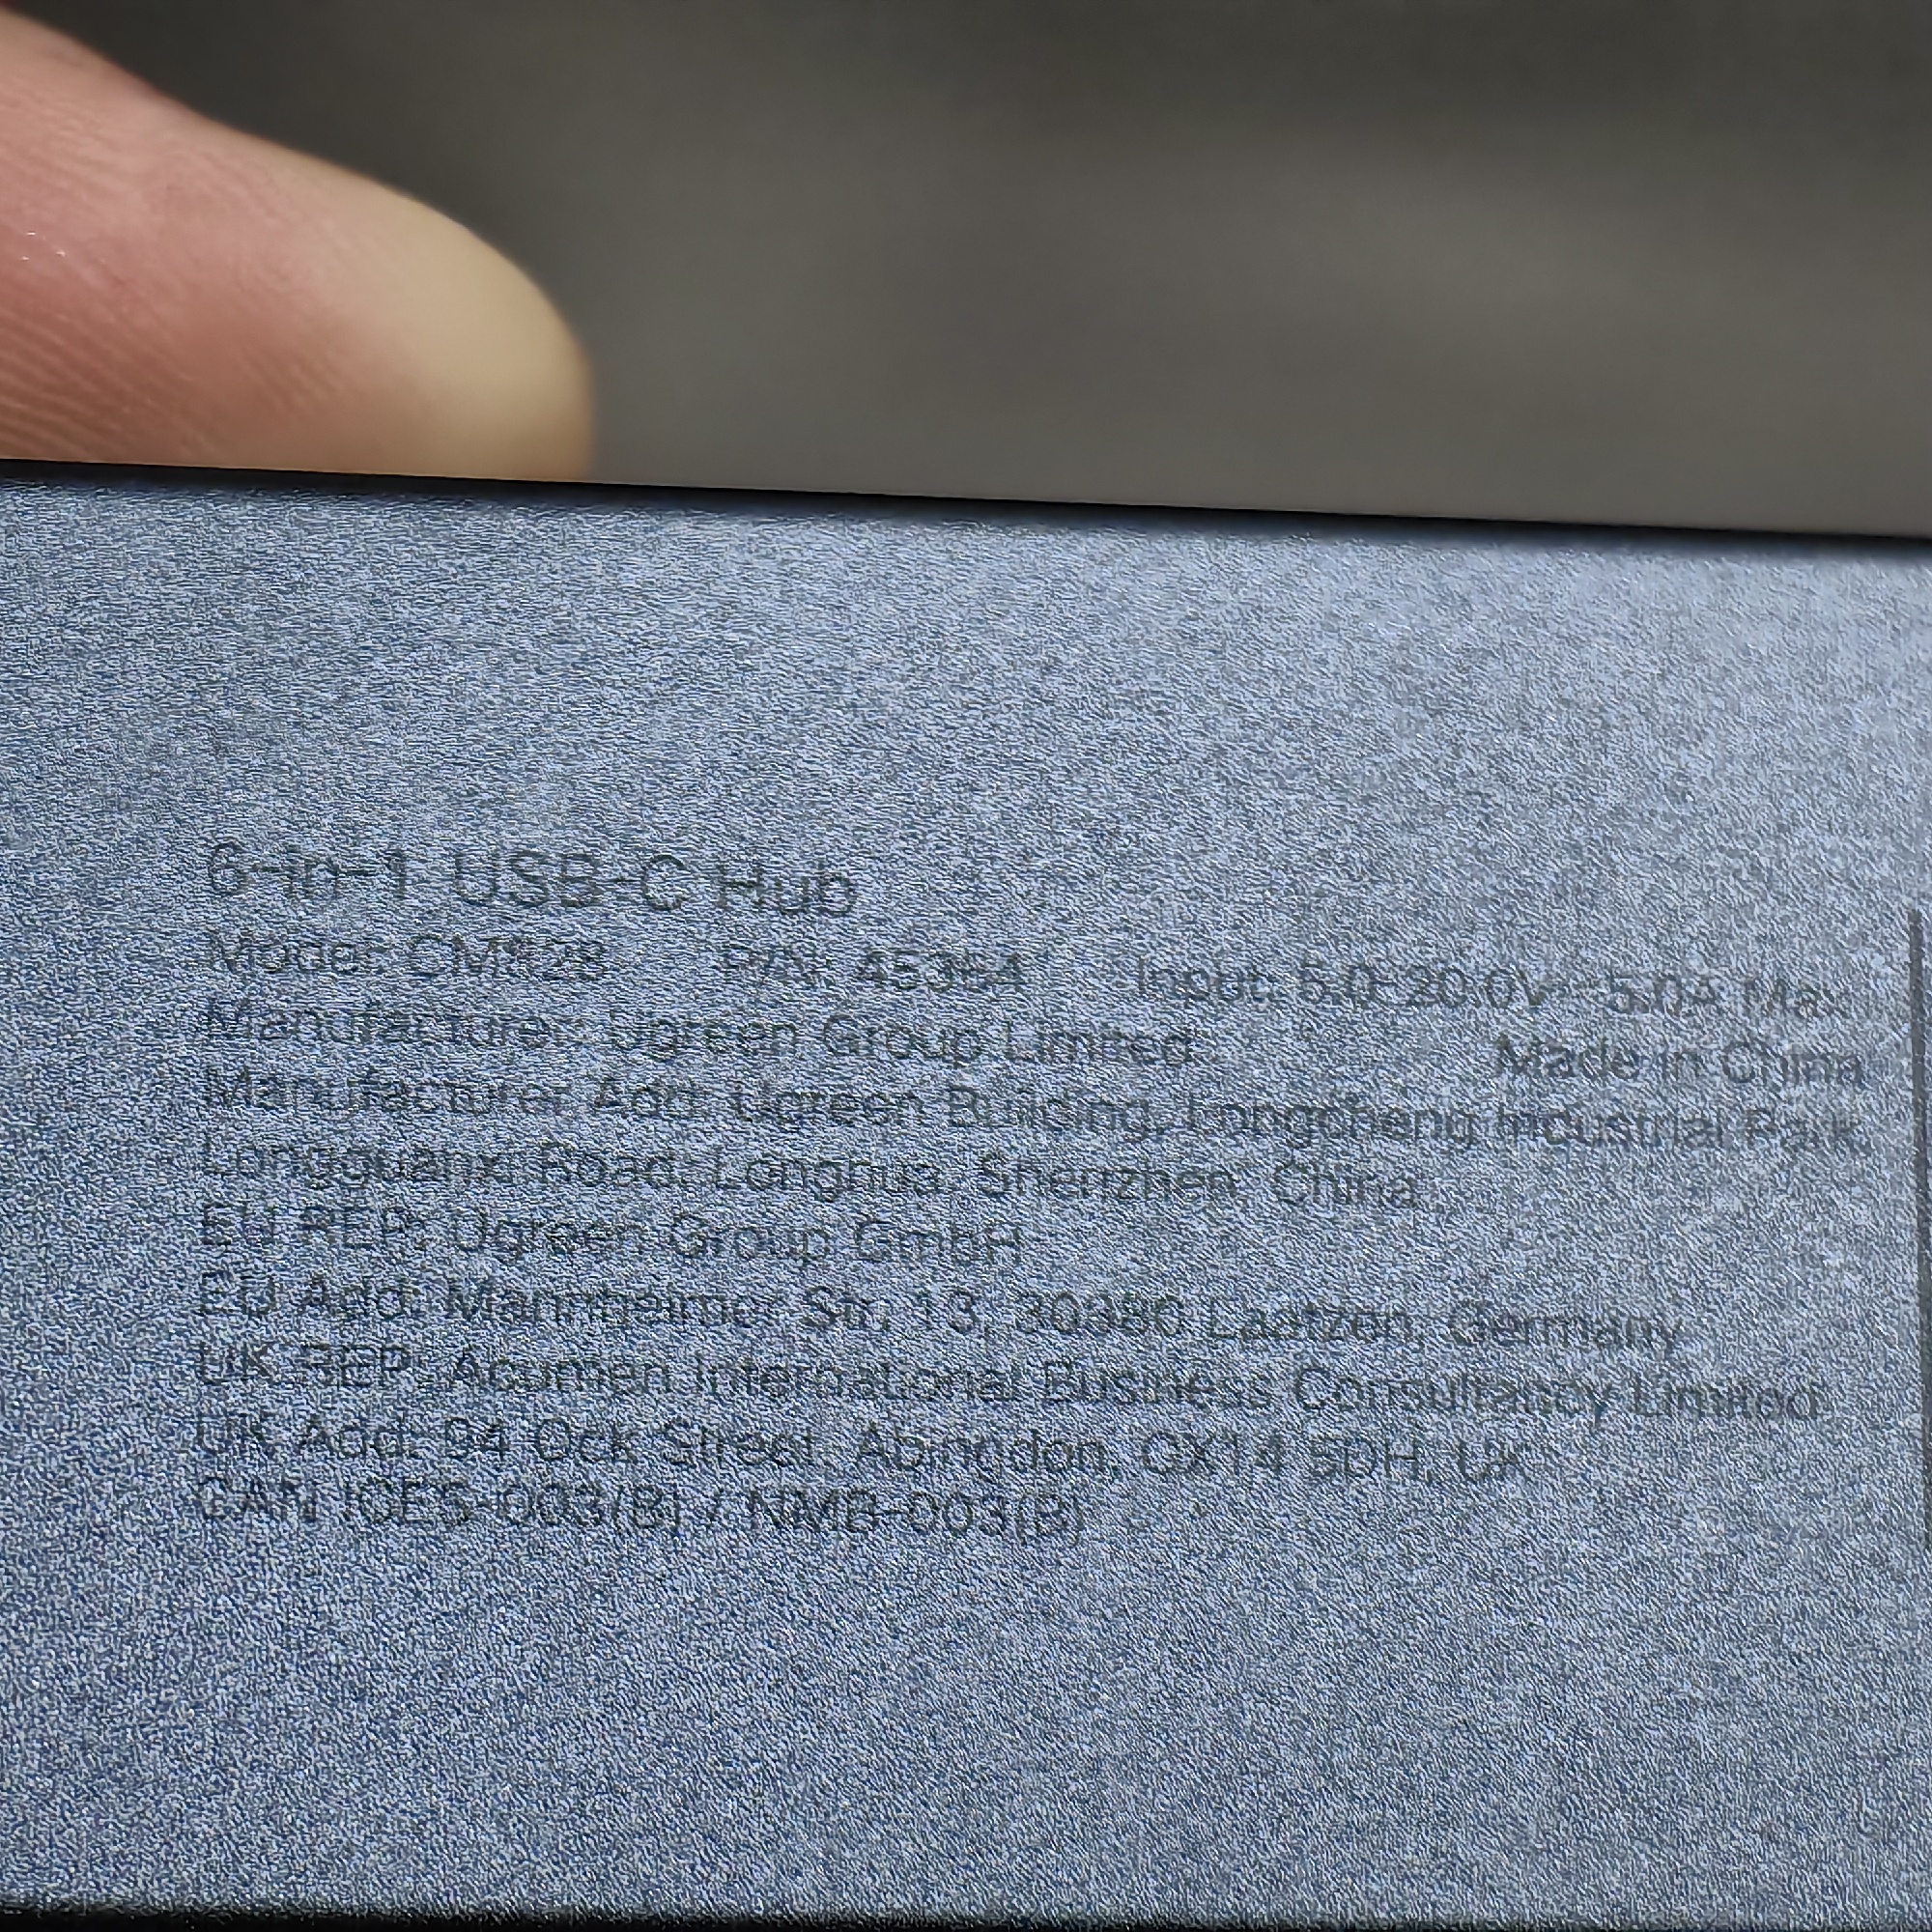 6-in-1 USB-C Hub
Model: CM528 P/N: 45364 Input: 5.0-20.0V 5.0A Max
Manufacturer: Ugreen Group Limited Made in China
Manufacturer Add: Ugreen Building, Longcheng Industrial Park
Longguanxi Road, Longhua, Shenzhen, China
EU REP: Ugreen Group GmbH
EU Add: Mannheimer Str. 13, 30880 Laatzen, Germany
UK REP: Acumen International Business Consultancy Limited
UK Add: 94 Ock Street, Abingdon, OX14 5DH, UK
CAN ICES-003(B) / NMB-003(B)